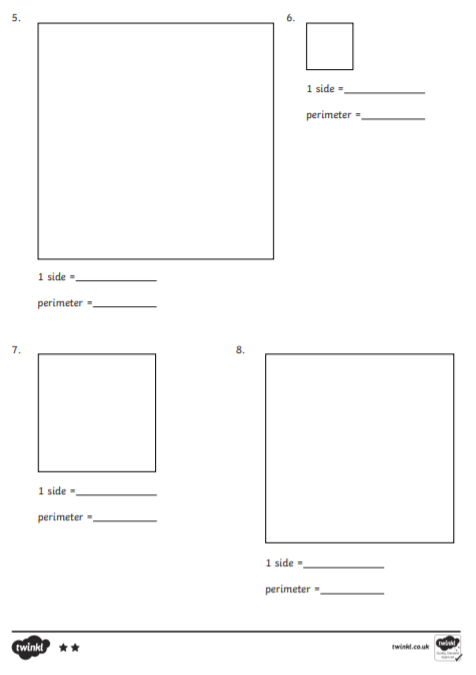 5.
6.
1 side =
perimeter =
1 side =
perimeter =
7.
8.
1 side =
perimeter =
1 side =
perimeter =
twinkl
twinkl.co.uk
twinkl